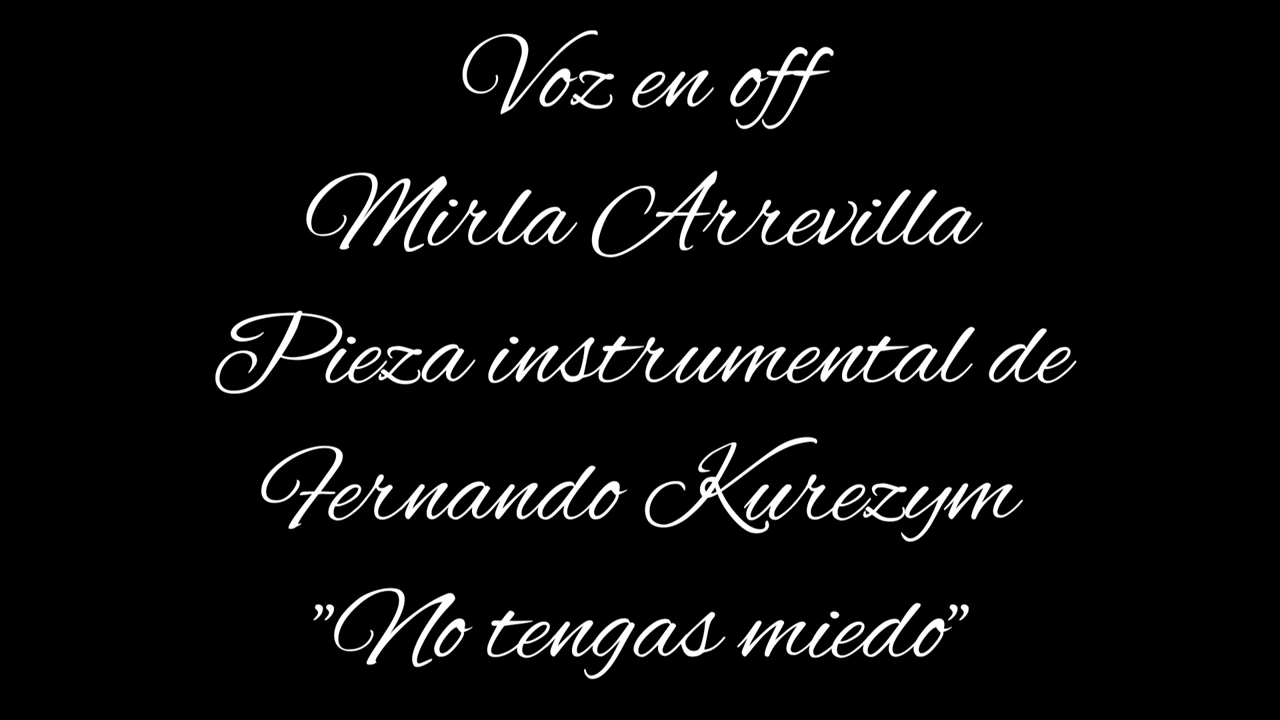 Voz en off
Mirla Arrevilla
Pieza instrumental de
Fernando Kurezym
"No tengas miedo"